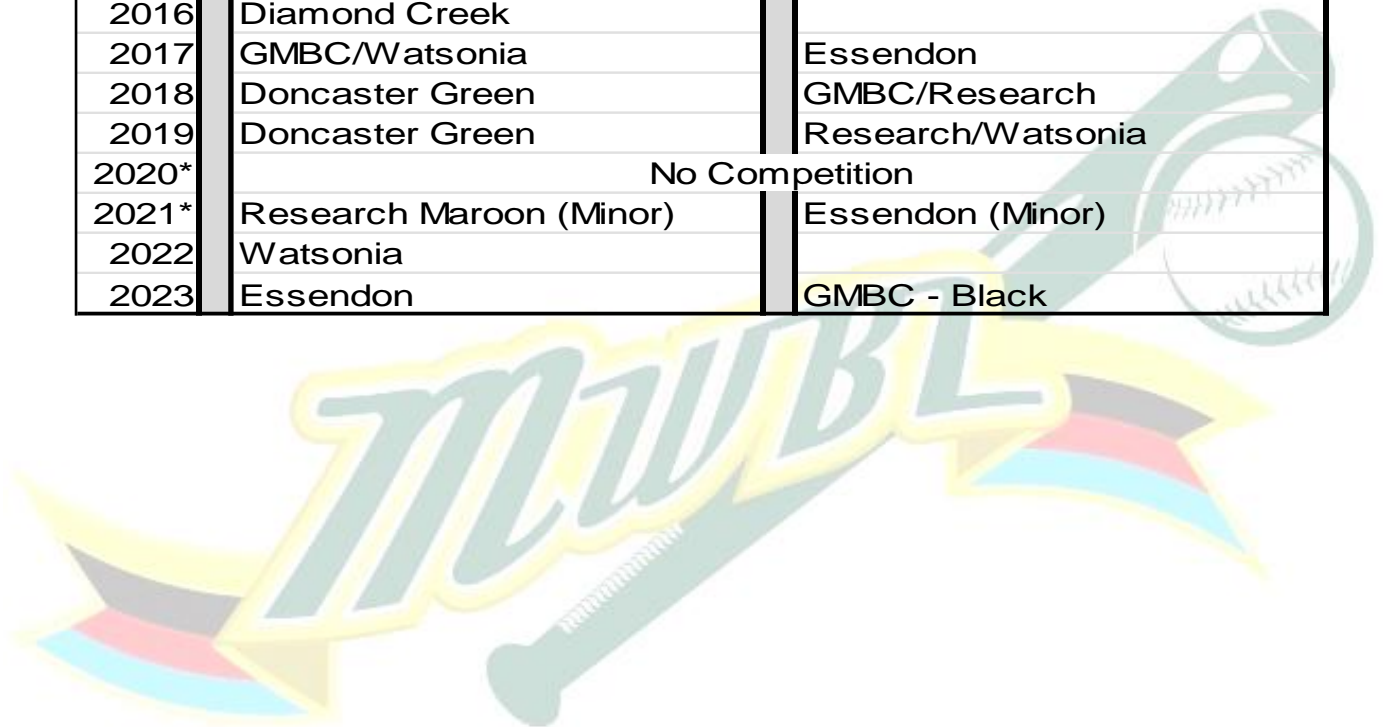 2016 Diamond Creek
2017 GMBC/Watsonia Essendon
2018 Doncaster Green GMBC/Research
2019 Doncaster Green Research/Watsonia
2020* No Competition
2021* Research Maroon (Minor) Essendon (Minor)
2022 Watsonia
2023 Essendon GMBC - Black
MWBL